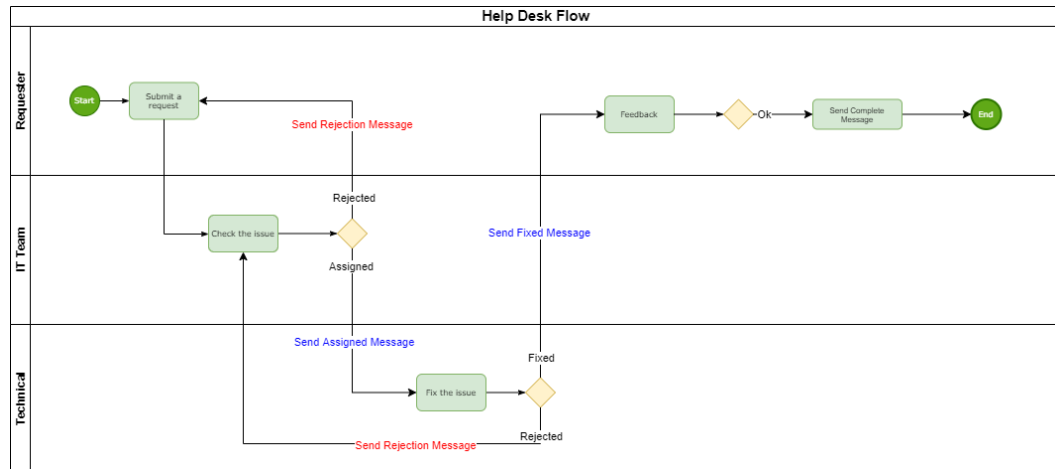 Help Desk Flow
Requester
Start
Submit a
request
Send Rejection Message
Feedback
Ok
Send Complete
Message
End
IT Team
Rejected
Check the issue
Assigned
Send Fixed Message
Technical
Send Assigned Message
Fixed
Fix the issue
Rejected
Send Rejection Message